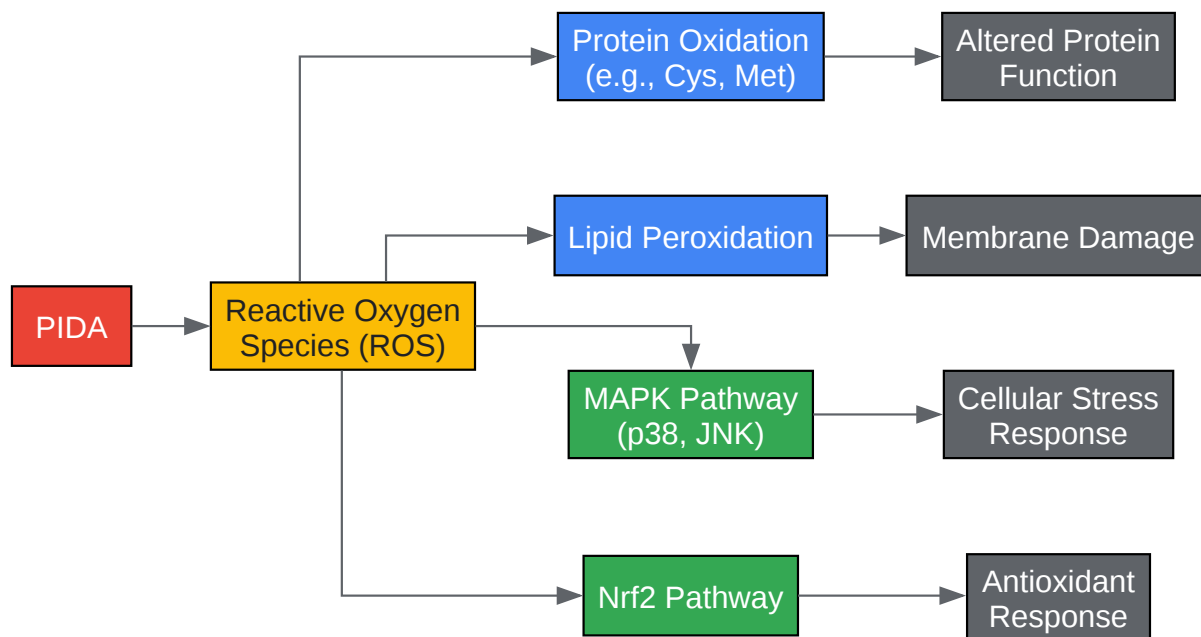 Protein Oxidation
(e.g., Cys, Met)
Altered Protein
Function
Lipid Peroxidation
Membrane Damage
PIDA
Reactive Oxygen
Species (ROS)
MAPK Pathway
(p38, JNK)
Cellular Stress
Response
Nrf2 Pathway
Antioxidant
Response